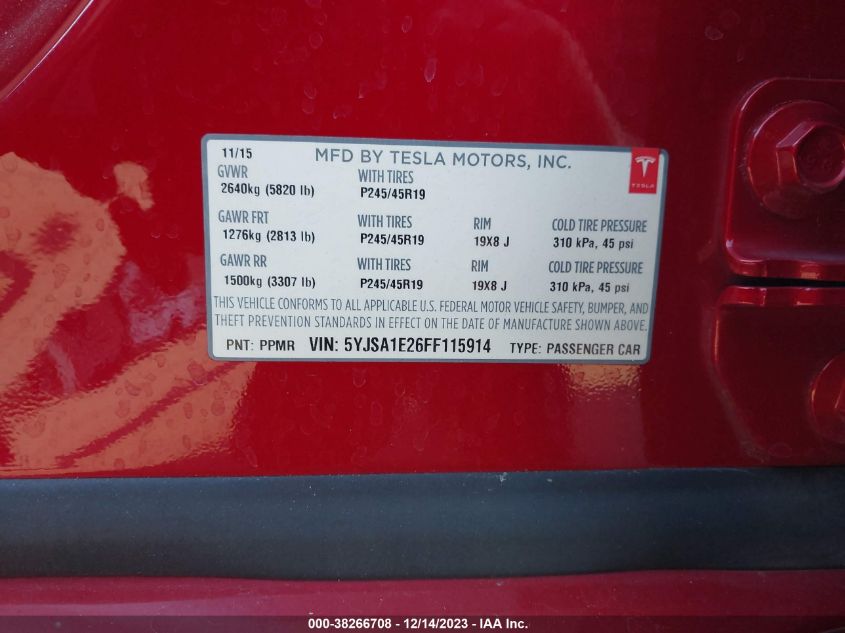 11/15 MFD BY TESLA MOTORS, INC.
TESLA
GVWR WITH TIRES
2640kg (5820 lb) P245/45R19
GAWR FRT WITH TIRES RIM COLD TIRE PRESSURE
1276kg (2813 lb) P245/45R19 19X8 J 310 kPa, 45 psi
GAWR RR WITH TIRES RIM COLD TIRE PRESSURE
1500kg (3307 lb) P245/45R19 19X8 J 310 kPa, 45 psi
THIS VEHICLE CONFORMS TO ALL APPLICABLE U.S. FEDERAL MOTOR VEHICLE SAFETY, BUMPER, AND
THEFT PREVENTION STANDARDS IN EFFECT ON THE DATE OF MANUFACTURE SHOWN ABOVE.
PNT: PPMR VIN: 5YJSA1E26FF115914 TYPE: PASSENGER CAR
000-38266708 - 12/14/2023 - IAA Inc.